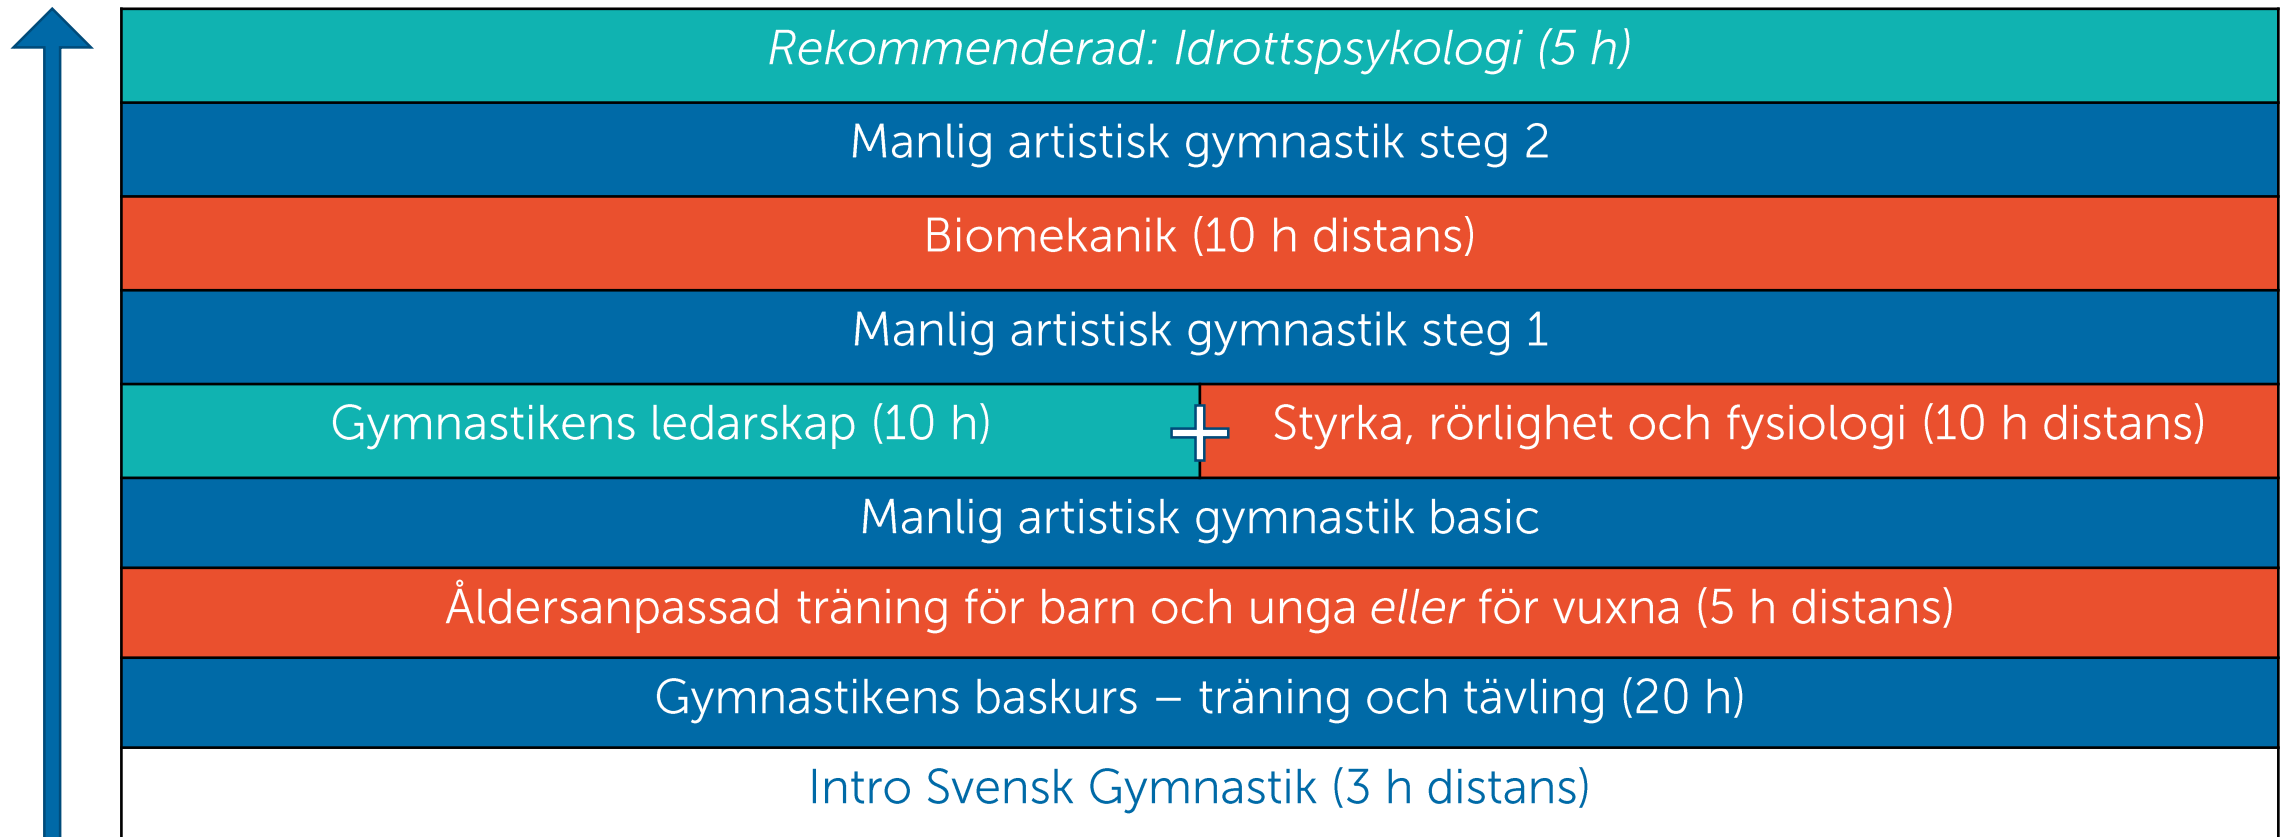 Rekommenderad: Idrottspsykologi (5 h)
Manlig artistisk gymnastik steg 2
Biomekanik (10 h distans)
Manlig artistisk gymnastik steg 1
Gymnastikens ledarskap (10 h)
Styrka, rörlighet och fysiologi (10 h distans)
Manlig artistisk gymnastik basic
Åldersanpassad träning för barn och unga eller för vuxna (5 h distans)
Gymnastikens baskurs – träning och tävling (20 h)
Intro Svensk Gymnastik (3 h distans)